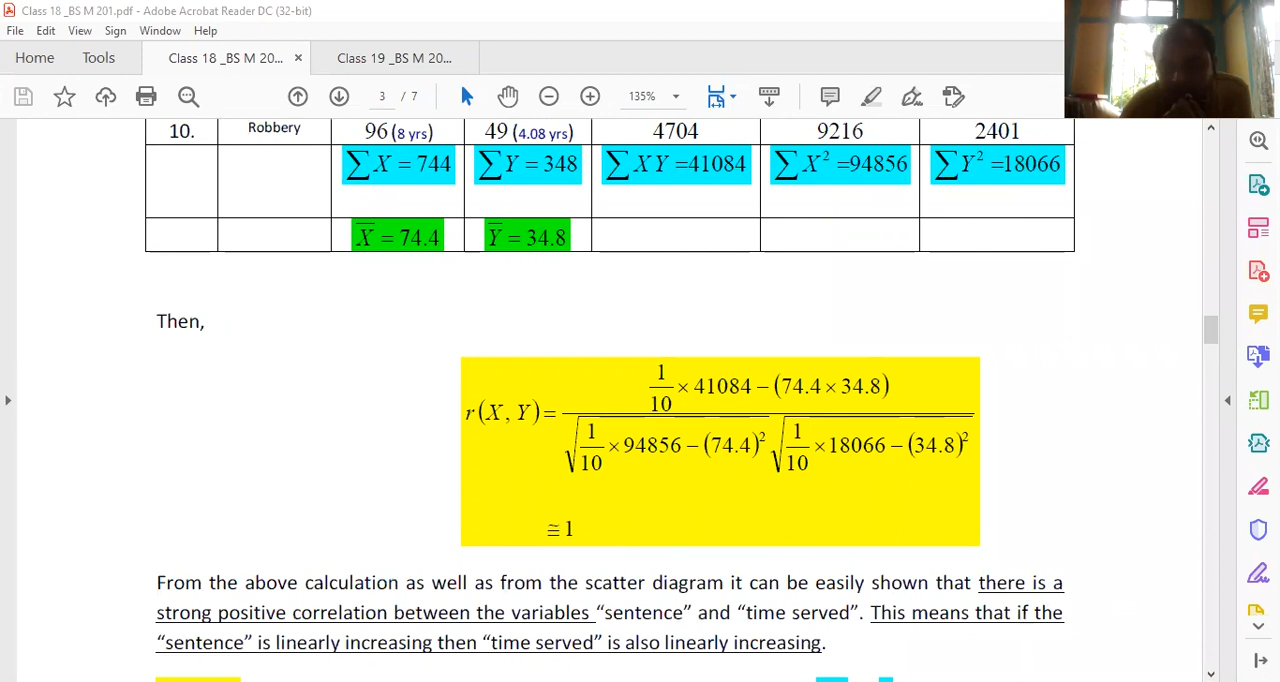 Class 18 _BS M 201.pdf - Adobe Acrobat Reader DC (32-bit)
File Edit View Sign Window Help
Home Tools Class 18 _BS M 20... × Class 19 _BS M 20...
3 / 7 135%
10. Robbery 96 (8 yrs) 49 (4.08 yrs) 4704 9216 2401
∑X = 744 ∑Y = 348 ∑XY =41084 ∑X² =94856 ∑Y² =18066
X̅ = 74.4 Y̅ = 34.8
Then,
r(X, Y) = (1/10 × 41084 − (74.4 × 34.8)) / (√(1/10 × 94856 − (74.4)²) √(1/10 × 18066 − (34.8)²))
≅ 1
From the above calculation as well as from the scatter diagram it can be easily shown that there is a
strong positive correlation between the variables “sentence” and “time served”. This means that if the
“sentence” is linearly increasing then “time served” is also linearly increasing.